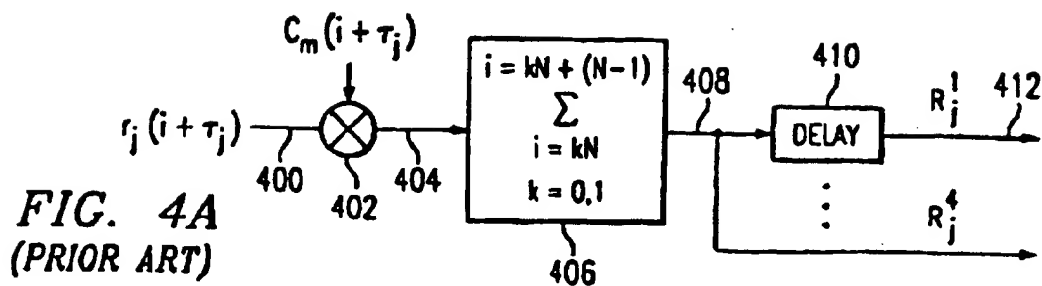 C_m(i + τ_j)
r_j(i + τ_j)
400
402
404
i = kN + (N-1)
Σ
i = kN
k = 0,1
406
408
410
DELAY
R_j^1
412
R_j^4
FIG. 4A
(PRIOR ART)